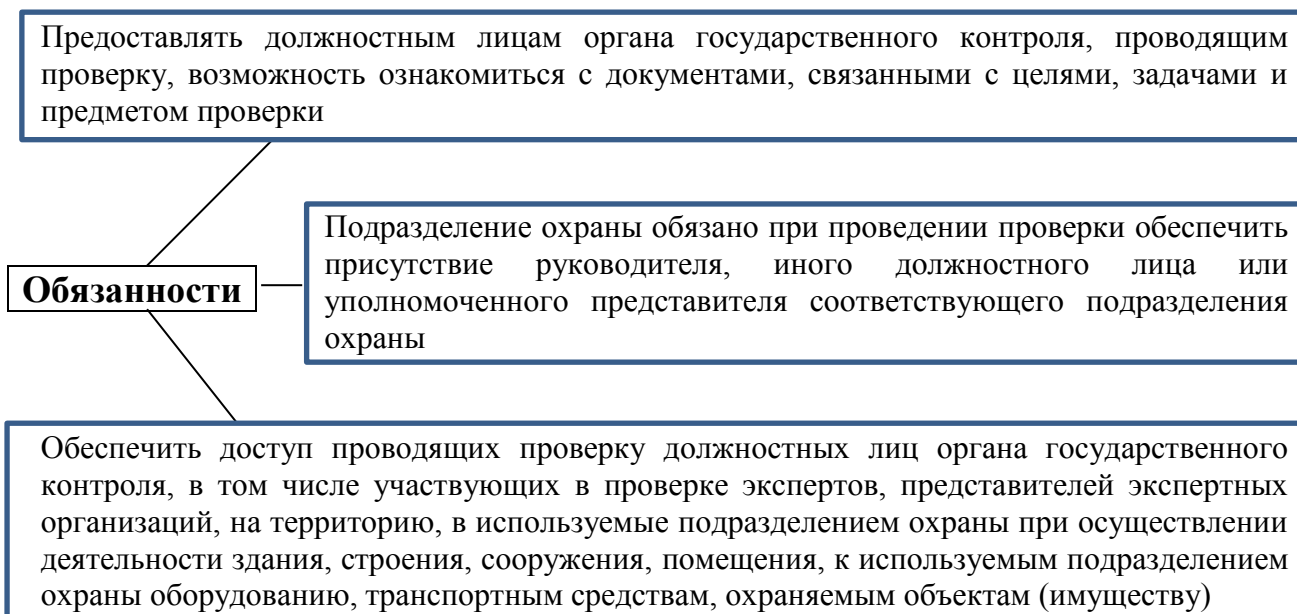 Предоставлять должностным лицам органа государственного контроля, проводящим
проверку, возможность ознакомиться с документами, связанными с целями, задачами и
предметом проверки
Подразделение охраны обязано при проведении проверки обеспечить
присутствие руководителя, иного должностного лица или
уполномоченного представителя соответствующего подразделения
охраны
Обязанности
Обеспечить доступ проводящих проверку должностных лиц органа государственного
контроля, в том числе участвующих в проверке экспертов, представителей экспертных
организаций, на территорию, в используемые подразделением охраны при осуществлении
деятельности здания, строения, сооружения, помещения, к используемым подразделением
охраны оборудованию, транспортным средствам, охраняемым объектам (имуществу)